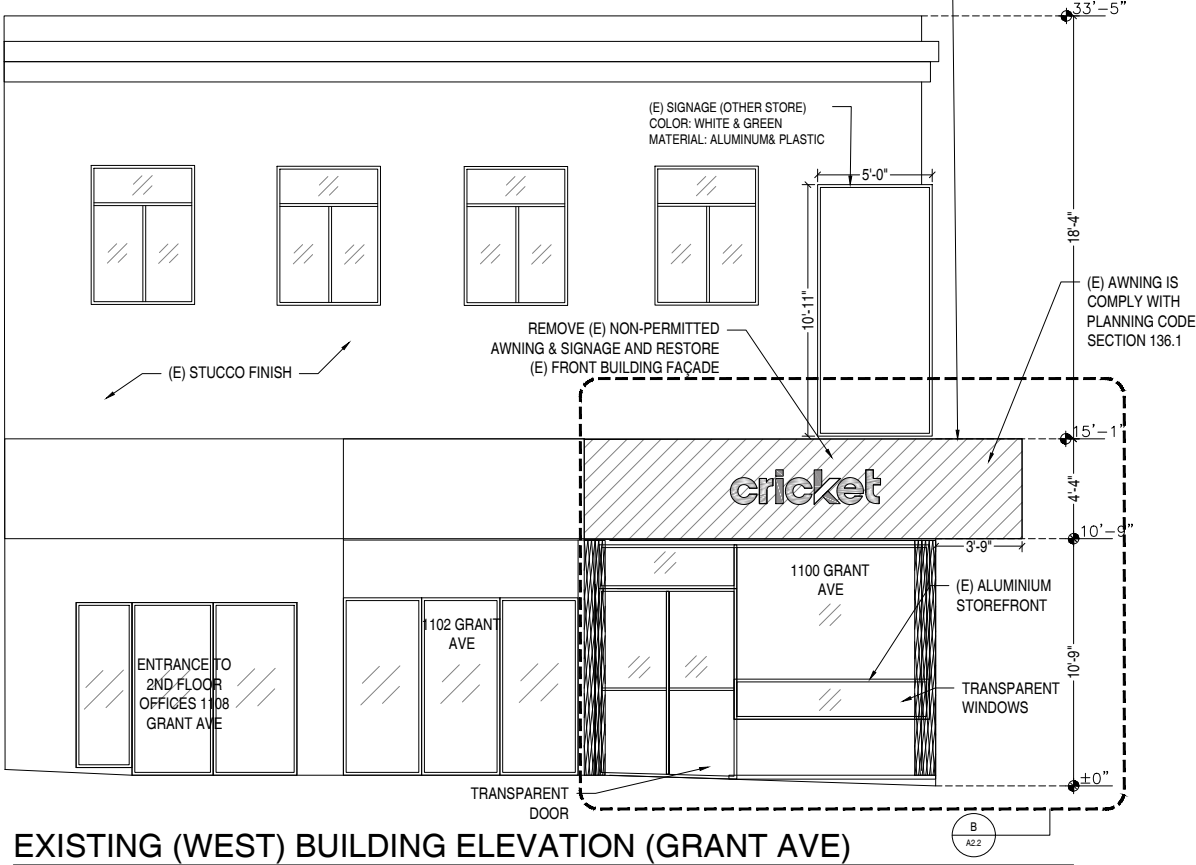 33'-5"
(E) SIGNAGE (OTHER STORE)
COLOR: WHITE & GREEN
MATERIAL: ALUMINUM& PLASTIC
5'-0"
18'-4"
10'-11"
(E) AWNING IS
COMPLY WITH
PLANNING CODE
SECTION 136.1
REMOVE (E) NON-PERMITTED
AWNING & SIGNAGE AND RESTORE
(E) FRONT BUILDING FAÇADE
(E) STUCCO FINISH
15'-1"
cricket
4'-4"
10'-9"
3'-9"
1100 GRANT
AVE
(E) ALUMINIUM
STOREFRONT
1102 GRANT
AVE
ENTRANCE TO
2ND FLOOR
OFFICES 1108
GRANT AVE
10'-9"
TRANSPARENT
WINDOWS
±0"
TRANSPARENT
DOOR
B
A2.2
EXISTING (WEST) BUILDING ELEVATION (GRANT AVE)